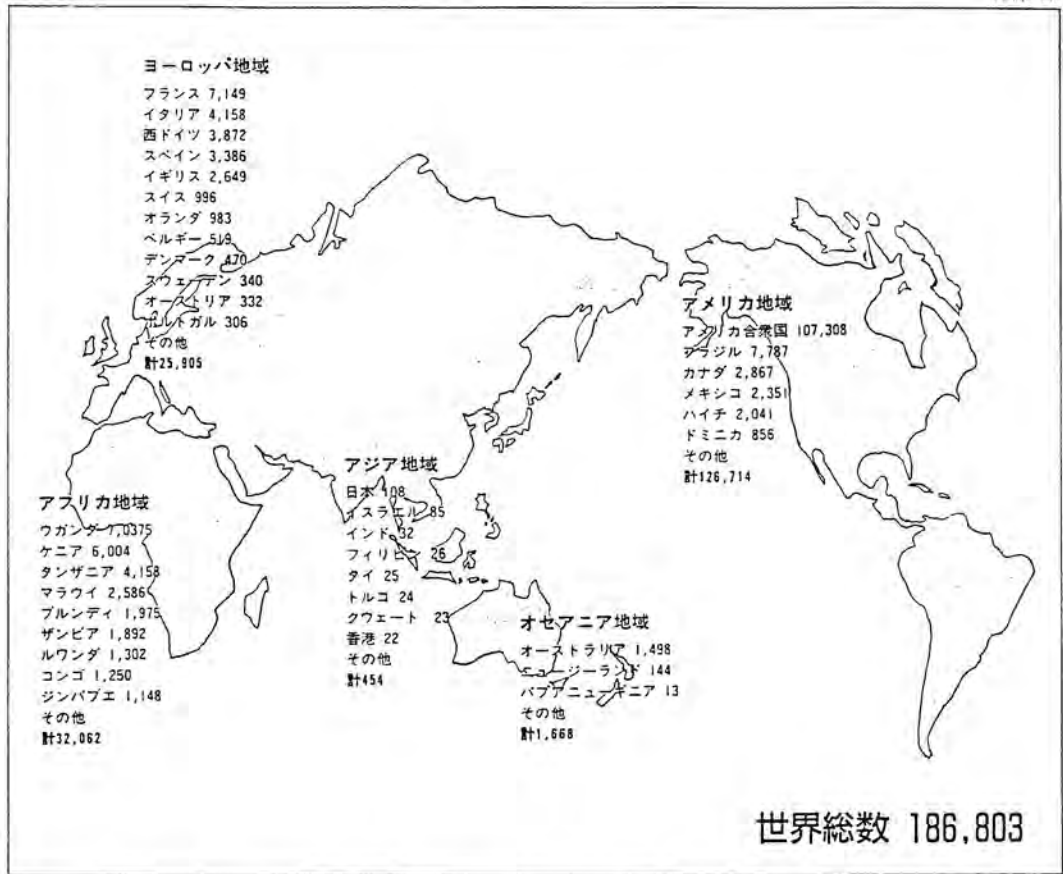 ヨーロッパ地域
フランス 7,149
イタリア 4,158
西ドイツ 3,872
スペイン 3,386
イギリス 2,649
スイス 996
オランダ 983
ベルギー 519
デンマーク 470
スウェーデン 340
オーストリア 332
ポルトガル 306
その他
計25,905
アフリカ地域
ウガンダ 7,0375
ケニア 6,004
タンザニア 4,158
マラウイ 2,586
ブルンディ 1,975
ザンビア 1,892
ルワンダ 1,302
コンゴ 1,250
ジンバブエ 1,148
その他
計32,062
アジア地域
日本 108
イスラエル 85
インド 32
フィリピン 26
タイ 25
トルコ 24
クウェート 23
香港 22
その他
計454
オセアニア地域
オーストラリア 1,498
ニュージーランド 144
パプアニューギニア 13
その他
計1,668
アメリカ地域
アメリカ合衆国 107,308
ブラジル 7,787
カナダ 2,867
メキシコ 2,351
ハイチ 2,041
ドミニカ 856
その他
計126,714
世界総数 186,803